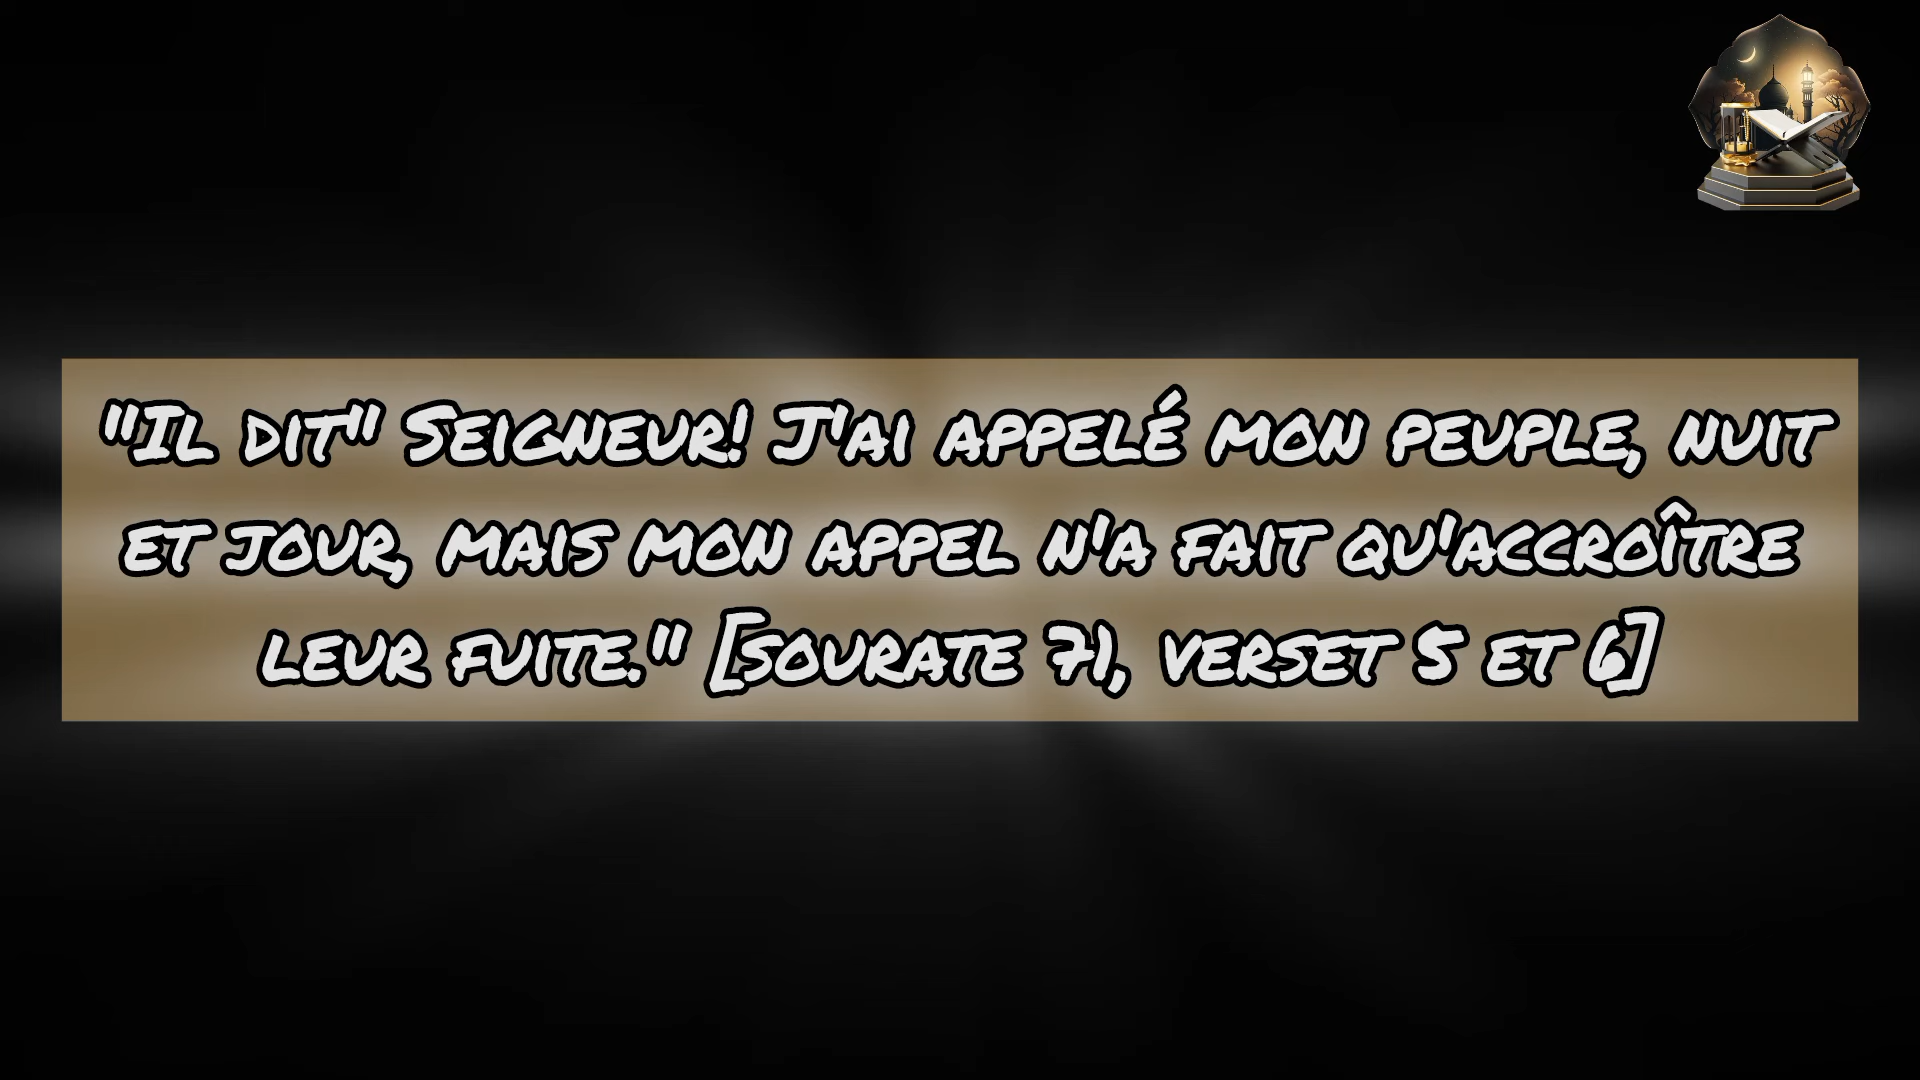 "Il dit" Seigneur! J'ai appelé mon peuple, nuit
et jour, mais mon appel n'a fait qu'accroître
leur fuite." [sourate 71, verset 5 et 6]